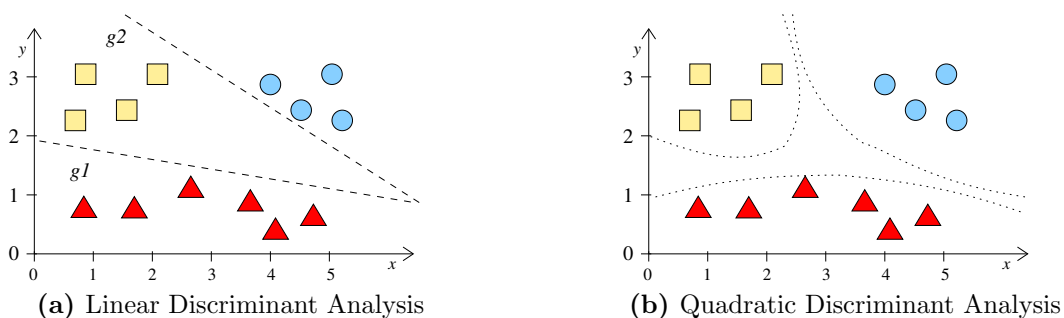 g2
y
3
2
g1
1
0
0 1 2 3 4 5
x
(a) Linear Discriminant Analysis
y
3
2
1
0
0 1 2 3 4 5
x
(b) Quadratic Discriminant Analysis